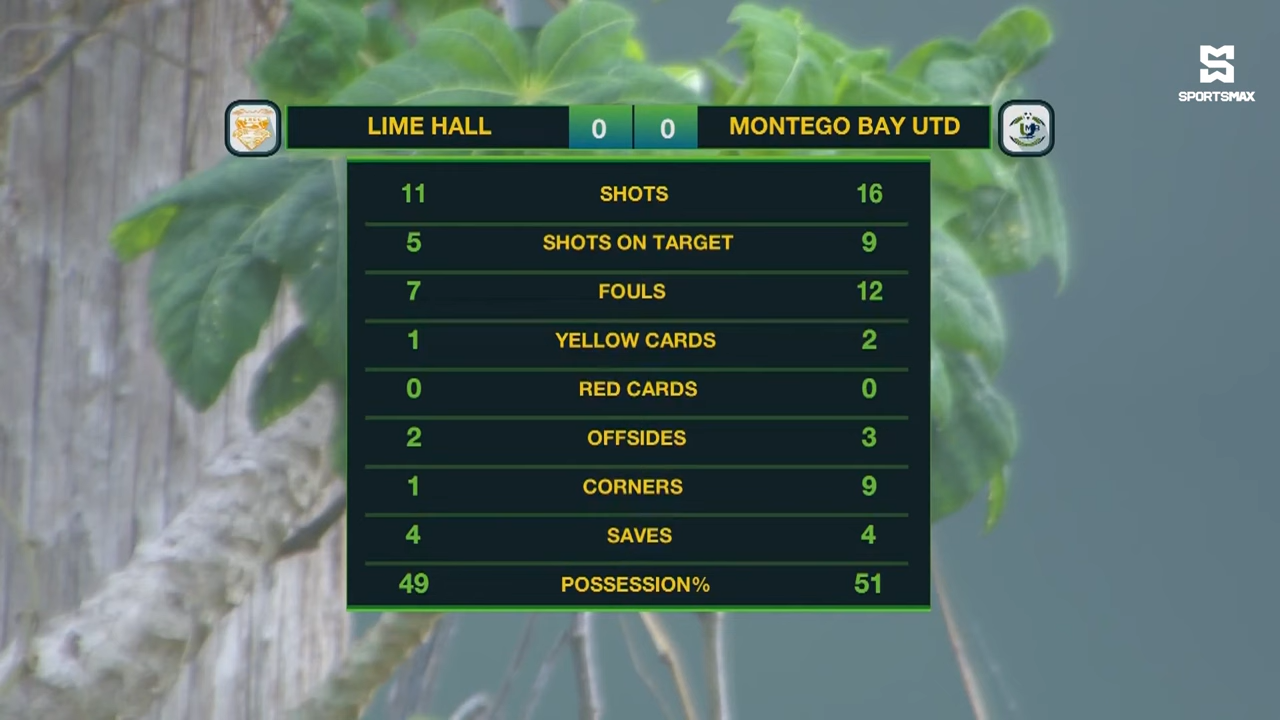 SPORTSMAX
LIME HALL 0 0 MONTEGO BAY UTD
11 SHOTS 16
5 SHOTS ON TARGET 9
7 FOULS 12
1 YELLOW CARDS 2
0 RED CARDS 0
2 OFFSIDES 3
1 CORNERS 9
4 SAVES 4
49 POSSESSION% 51